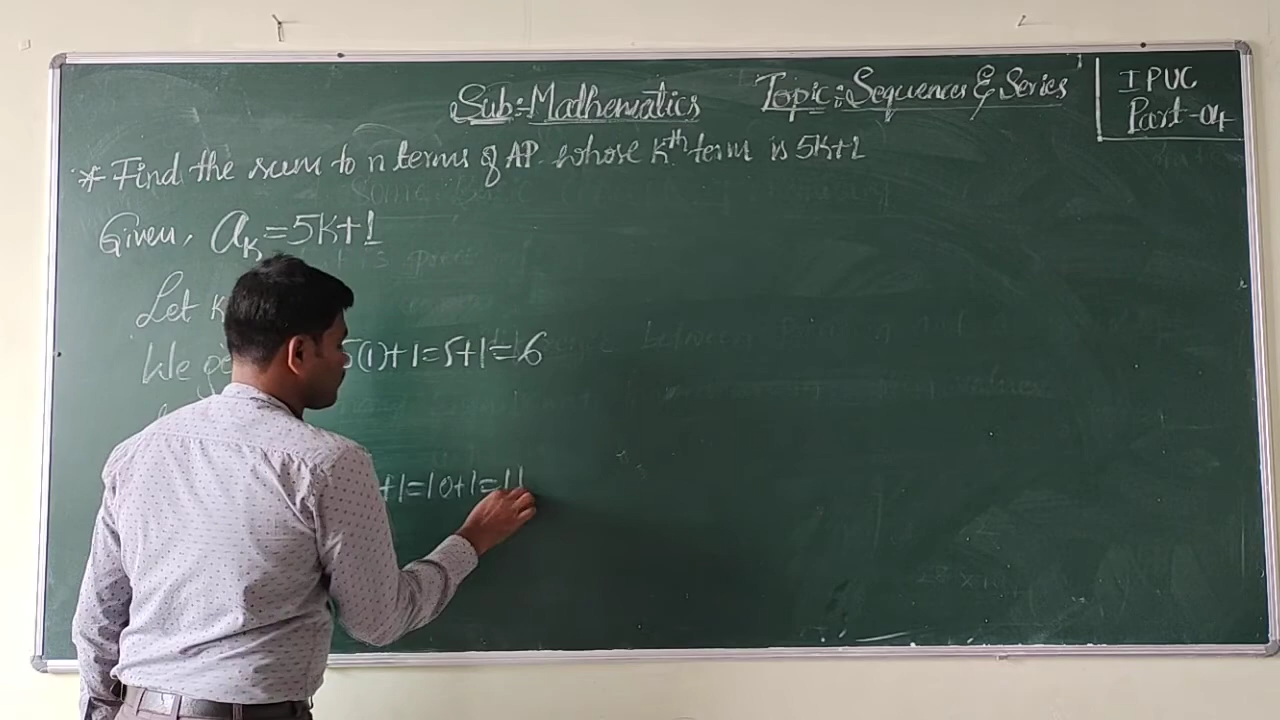 Sub:- Mathematics Topic:- Sequences & Series
I PUC
Part-04
* Find the sum to n terms of AP whose kth term is 5k+1
Given, ak=5k+1
Let k
We ge 5(1)+1=5+1=6
+1=10+1=11